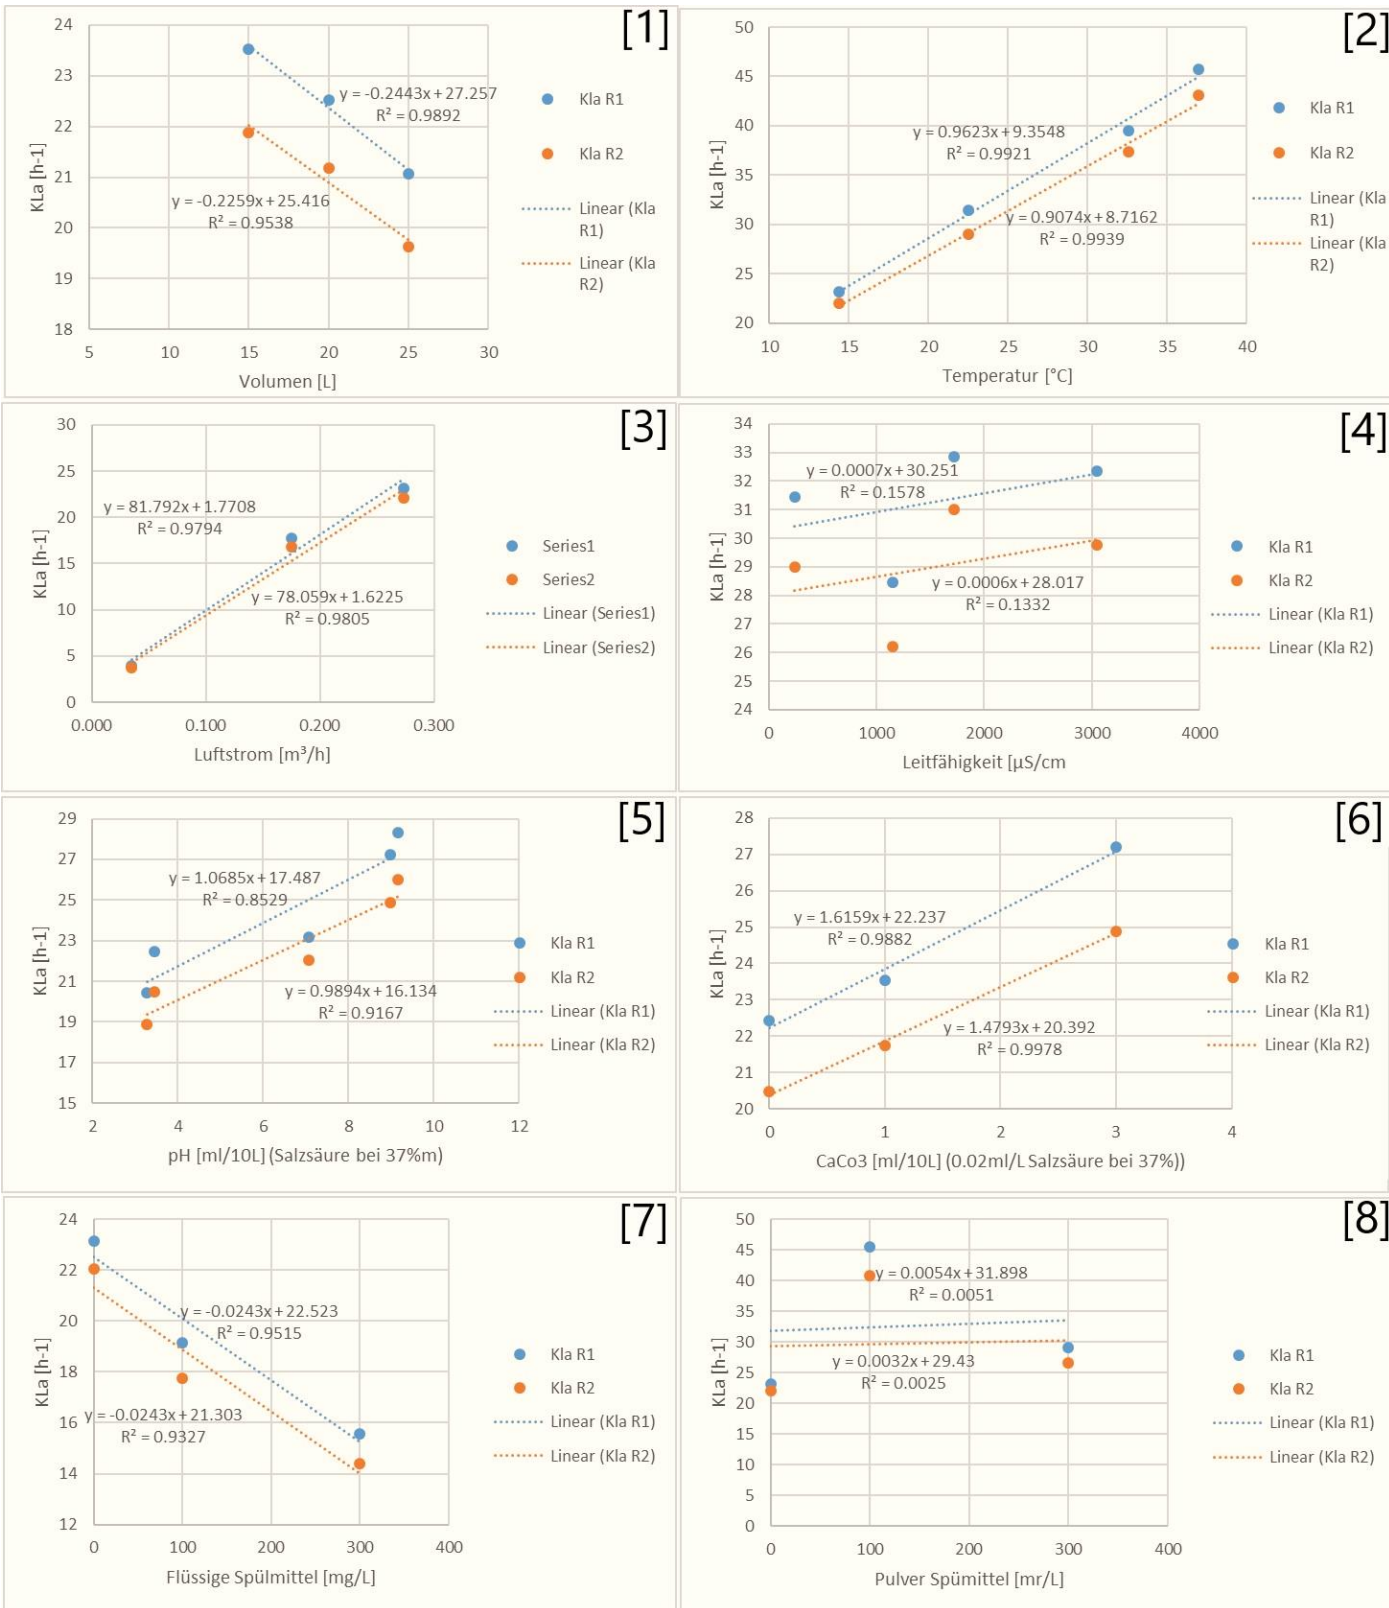 [1]
24
23
22
21
20
19
18
KLa [h-1]
y = -0.2443x + 27.257
R² = 0.9892
y = -0.2259x + 25.416
R² = 0.9538
5 10 15 20 25 30
Volumen [L]
Kla R1
Kla R2
Linear (Kla
R1)
Linear (Kla
R2)
[2]
50
45
40
35
30
25
20
KLa [h-1]
y = 0.9623x + 9.3548
R² = 0.9921
y = 0.9074x + 8.7162
R² = 0.9939
10 15 20 25 30 35 40
Temperatur [°C]
Kla R1
Kla R2
Linear (Kla
R1)
Linear (Kla
R2)
[3]
30
25
20
15
10
5
0
KLa [h-1]
y = 81.792x + 1.7708
R² = 0.9794
y = 78.059x + 1.6225
R² = 0.9805
0.000 0.100 0.200 0.300
Luftstrom [m³/h]
Series1
Series2
Linear (Series1)
Linear (Series2)
[4]
34
33
32
31
30
29
28
27
26
25
24
KLa [h-1]
y = 0.0007x + 30.251
R² = 0.1578
y = 0.0006x + 28.017
R² = 0.1332
0 1000 2000 3000 4000
Leitfähigkeit [µS/cm
Kla R1
Kla R2
Linear (Kla R1)
Linear (Kla R2)
[5]
29
27
25
23
21
19
17
15
KLa [h-1]
y = 1.0685x + 17.487
R² = 0.8529
y = 0.9894x + 16.134
R² = 0.9167
2 4 6 8 10 12
pH [ml/10L] (Salzsäure bei 37%m)
Kla R1
Kla R2
Linear (Kla R1)
Linear (Kla R2)
[6]
28
27
26
25
24
23
22
21
20
KLa [h-1]
y = 1.6159x + 22.237
R² = 0.9882
y = 1.4793x + 20.392
R² = 0.9978
0 1 2 3 4
CaCo3 [ml/10L] (0.02ml/L Salzsäure bei 37%))
Kla R1
Kla R2
Linear (Kla R1)
Linear (Kla R2)
[7]
24
22
20
18
16
14
12
KLa [h-1]
y = -0.0243x + 22.523
R² = 0.9515
y = -0.0243x + 21.303
R² = 0.9327
0 100 200 300 400
Flüssige Spülmittel [mg/L]
Kla R1
Kla R2
Linear (Kla R1)
Linear (Kla R2)
[8]
50
45
40
35
30
25
20
15
10
5
0
KLa [h-1]
y = 0.0054x + 31.898
R² = 0.0051
y = 0.0032x + 29.43
R² = 0.0025
0 100 200 300 400
Pulver Spümittel [mr/L]
Kla R1
Kla R2
Linear (Kla R1)
Linear (Kla R2)